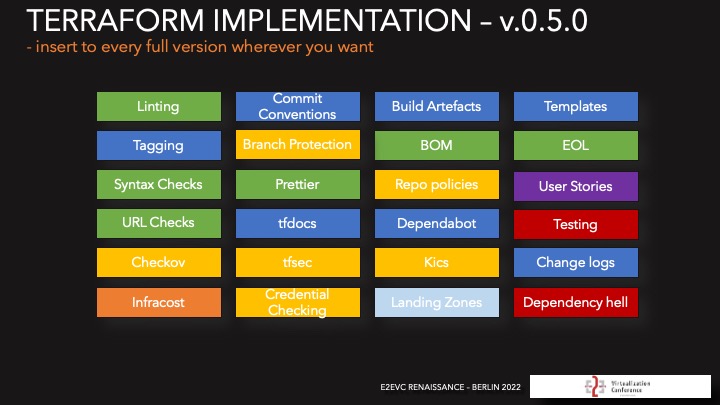 TERRAFORM IMPLEMENTATION – v.0.5.0
- insert to every full version wherever you want
Linting
Commit
Conventions
Build Artefacts
Templates
Tagging
Branch Protection
BOM
EOL
Syntax Checks
Prettier
Repo policies
User Stories
URL Checks
tfdocs
Dependabot
Testing
Checkov
tfsec
Kics
Change logs
Infracost
Credential
Checking
Landing Zones
Dependency hell
E2EVC RENAISSANCE – BERLIN 2022
Virtualization
Conference